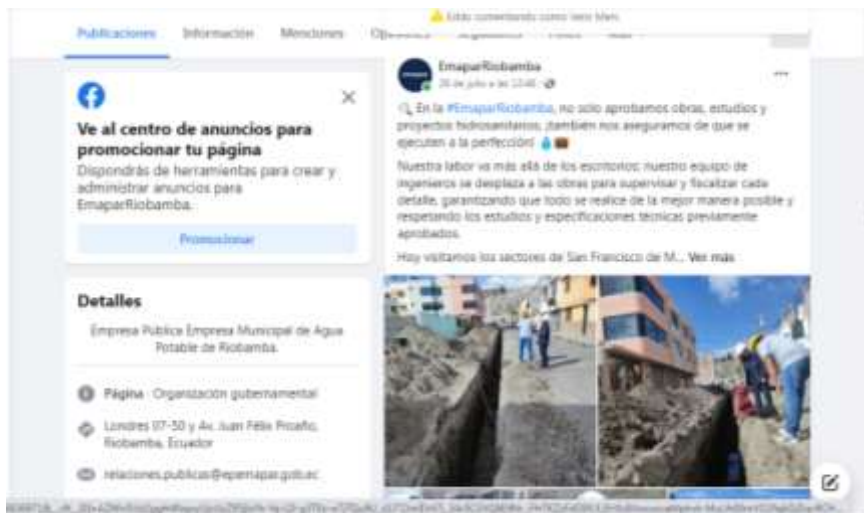 Estás comentando como
Publicaciones Información Menciones
EmaparRiobamba
de julio a las
En la #EmaparRiobamba, no solo aprobamos obras, estudios y
proyectos hidrosanitarios, ¡también nos aseguramos de que se
ejecuten a la perfección!
Nuestra labor va más allá de los escritorios: nuestro equipo de
ingenieros se desplaza a las obras para supervisar y fiscalizar cada
detalle, garantizando que todo se realice de la mejor manera posible y
respetando los estudios y especificaciones técnicas previamente
aprobados.
Hoy visitamos los sectores de San Francisco de M... Ver más
Ve al centro de anuncios para
promocionar tu página
Dispondrás de herramientas para crear y
administrar anuncios para
EmaparRiobamba.
Promocionar
Detalles
Empresa Pública Empresa Municipal de Agua
Potable de Riobamba.
Página · Organización gubernamental
Londres 07-50 y Av. Juan Félix Proaño,
Riobamba, Ecuador
relaciones.publicas@epemapar.gob.ec